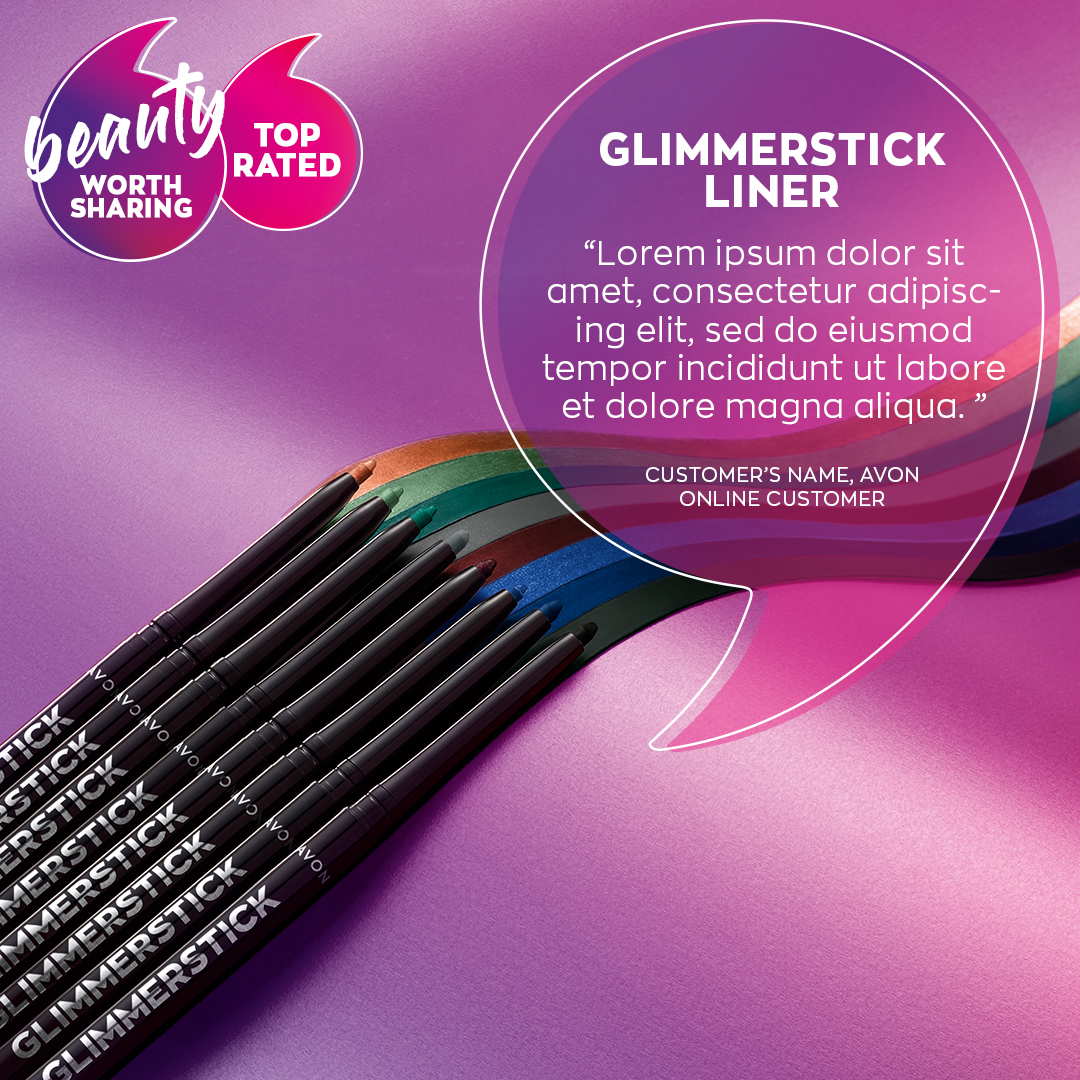 beauty
WORTH
SHARING
TOP
RATED
GLIMMERSTICK
LINER
“Lorem ipsum dolor sit
amet, consectetur adipisc-
ing elit, sed do eiusmod
tempor incididunt ut labore
et dolore magna aliqua. ”
CUSTOMER’S NAME, AVON
ONLINE CUSTOMER
AVON
GLIMMERSTICK
GLIMMERSTICK
GLIMMERSTICK